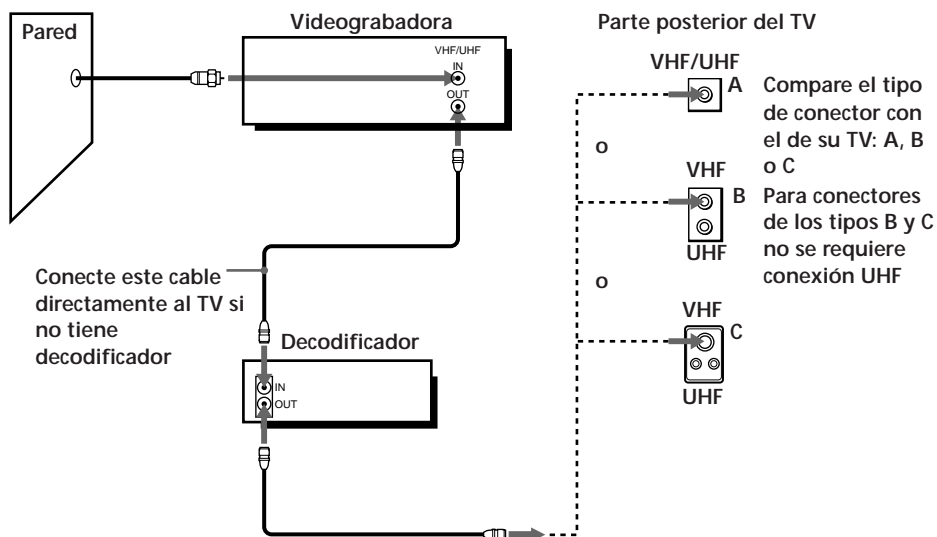 Pared
Videograbadora
VHF/UHF
IN
OUT
Parte posterior del TV
VHF/UHF
A
Compare el tipo
de conector con
el de su TV: A, B
o C
o
VHF
B
UHF
Para conectores
de los tipos B y C
no se requiere
conexión UHF
o
VHF
C
UHF
Conecte este cable
directamente al TV si
no tiene
decodificador
Decodificador
IN
OUT